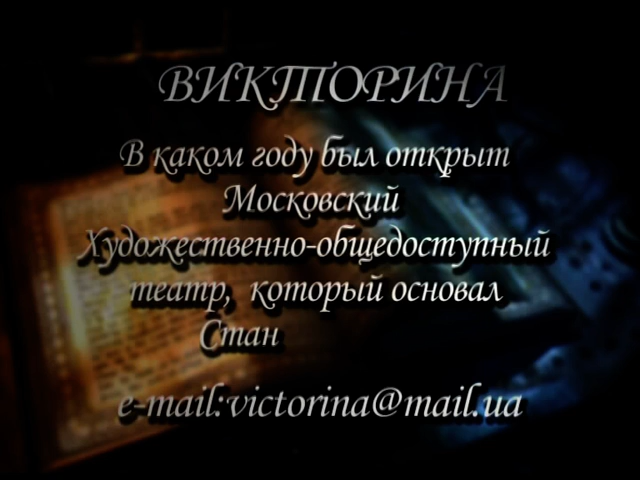 ВИКТОРИНА
В каком году был открыт
Московский
Художественно-общедоступный
театр, который основал
Стан
e-mail:victorina@mail.ua